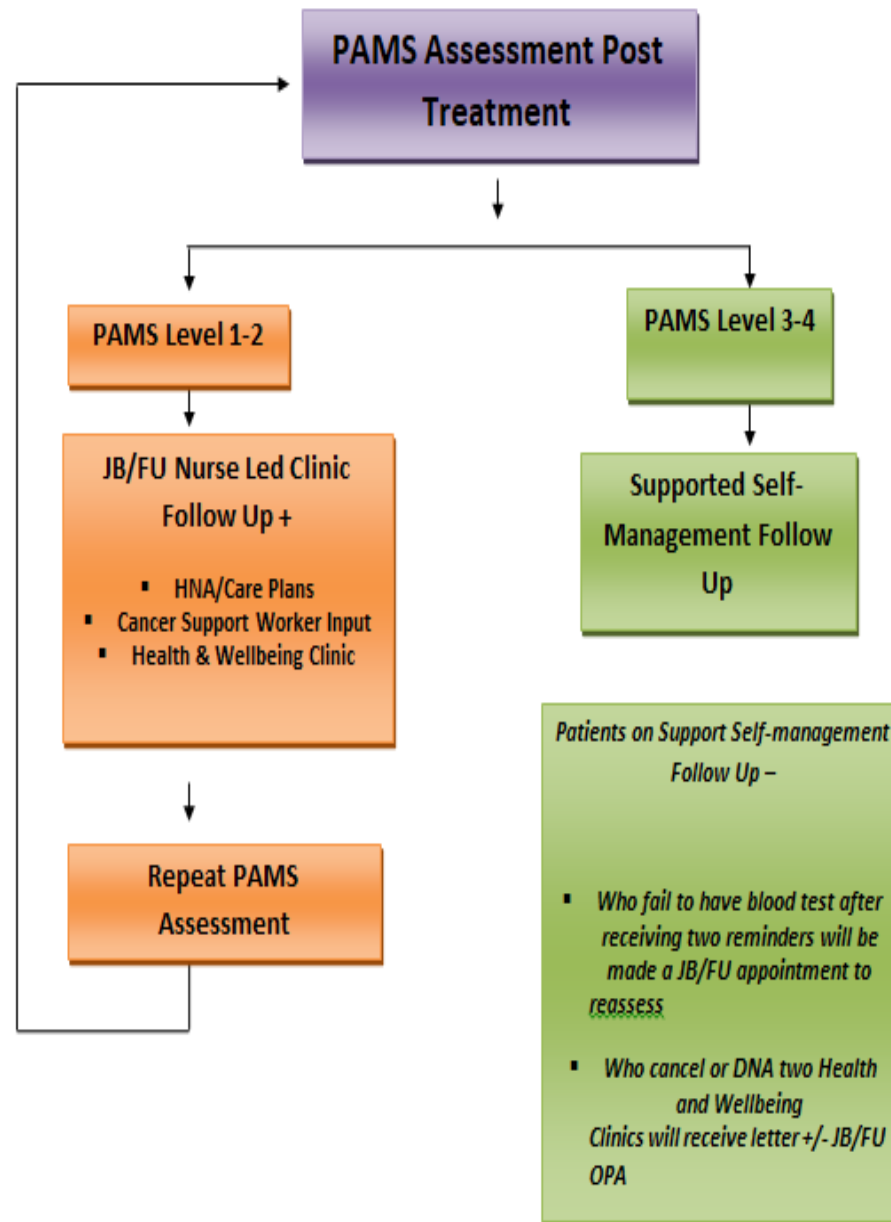 PAMS Assessment Post
Treatment
PAMS Level 1-2
PAMS Level 3-4
JB/FU Nurse Led Clinic
Follow Up +
▪ HNA/Care Plans
▪ Cancer Support Worker Input
▪ Health & Wellbeing Clinic
Supported Self-
Management Follow
Up
Repeat PAMS
Assessment
Patients on Support Self-management
Follow Up –
▪ Who fail to have blood test after
receiving two reminders will be
made a JB/FU appointment to
reassess
▪ Who cancel or DNA two Health
and Wellbeing
Clinics will receive letter +/- JB/FU
OPA